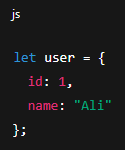 js
let user = {
  id: 1,
  name: "Ali"
};